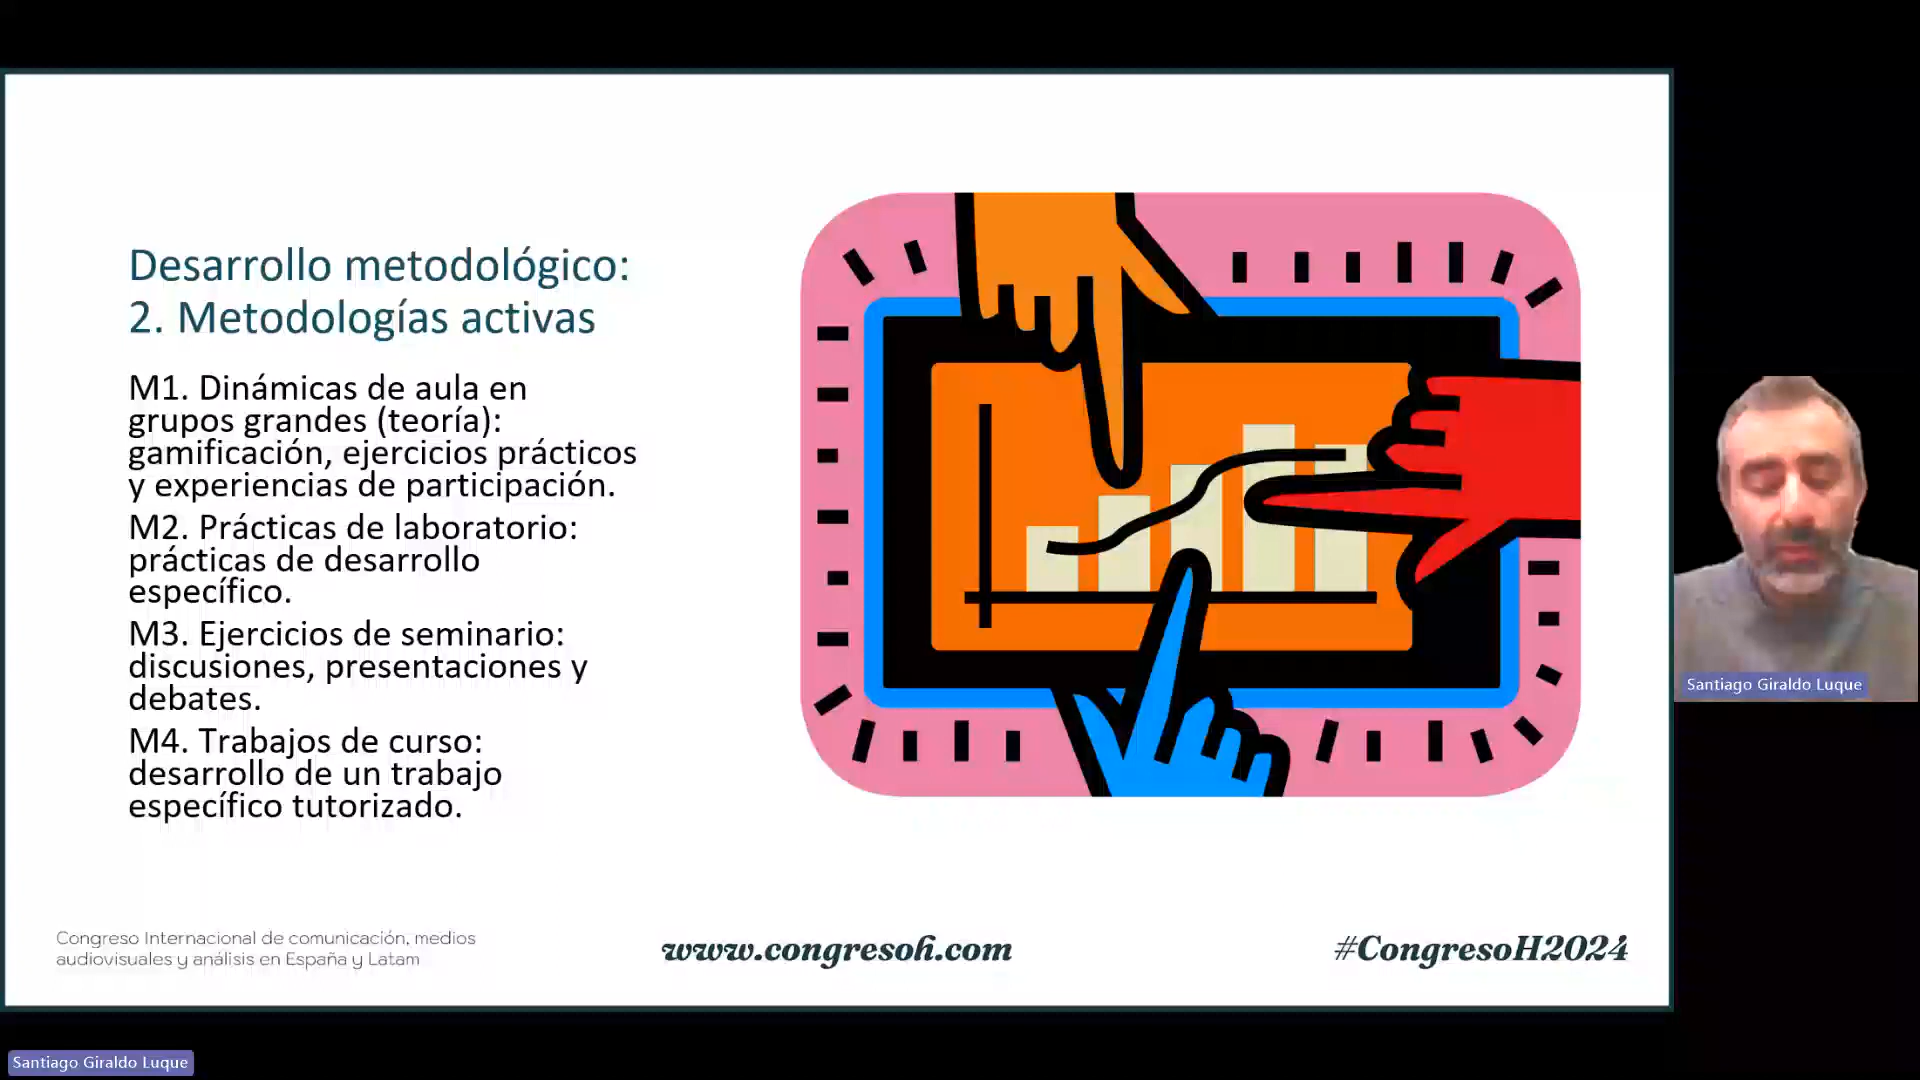 Desarrollo metodológico:
2. Metodologías activas
M1. Dinámicas de aula en
grupos grandes (teoría):
gamificación, ejercicios prácticos
y experiencias de participación.
M2. Prácticas de laboratorio:
prácticas de desarrollo
específico.
M3. Ejercicios de seminario:
discusiones, presentaciones y
debates.
M4. Trabajos de curso:
desarrollo de un trabajo
específico tutorizado.
Congreso Internacional de comunicación, medios
audiovisuales y análisis en España y Latam
www.congresoh.com
#CongresoH2024
Santiago Giraldo Luque
Santiago Giraldo Luque